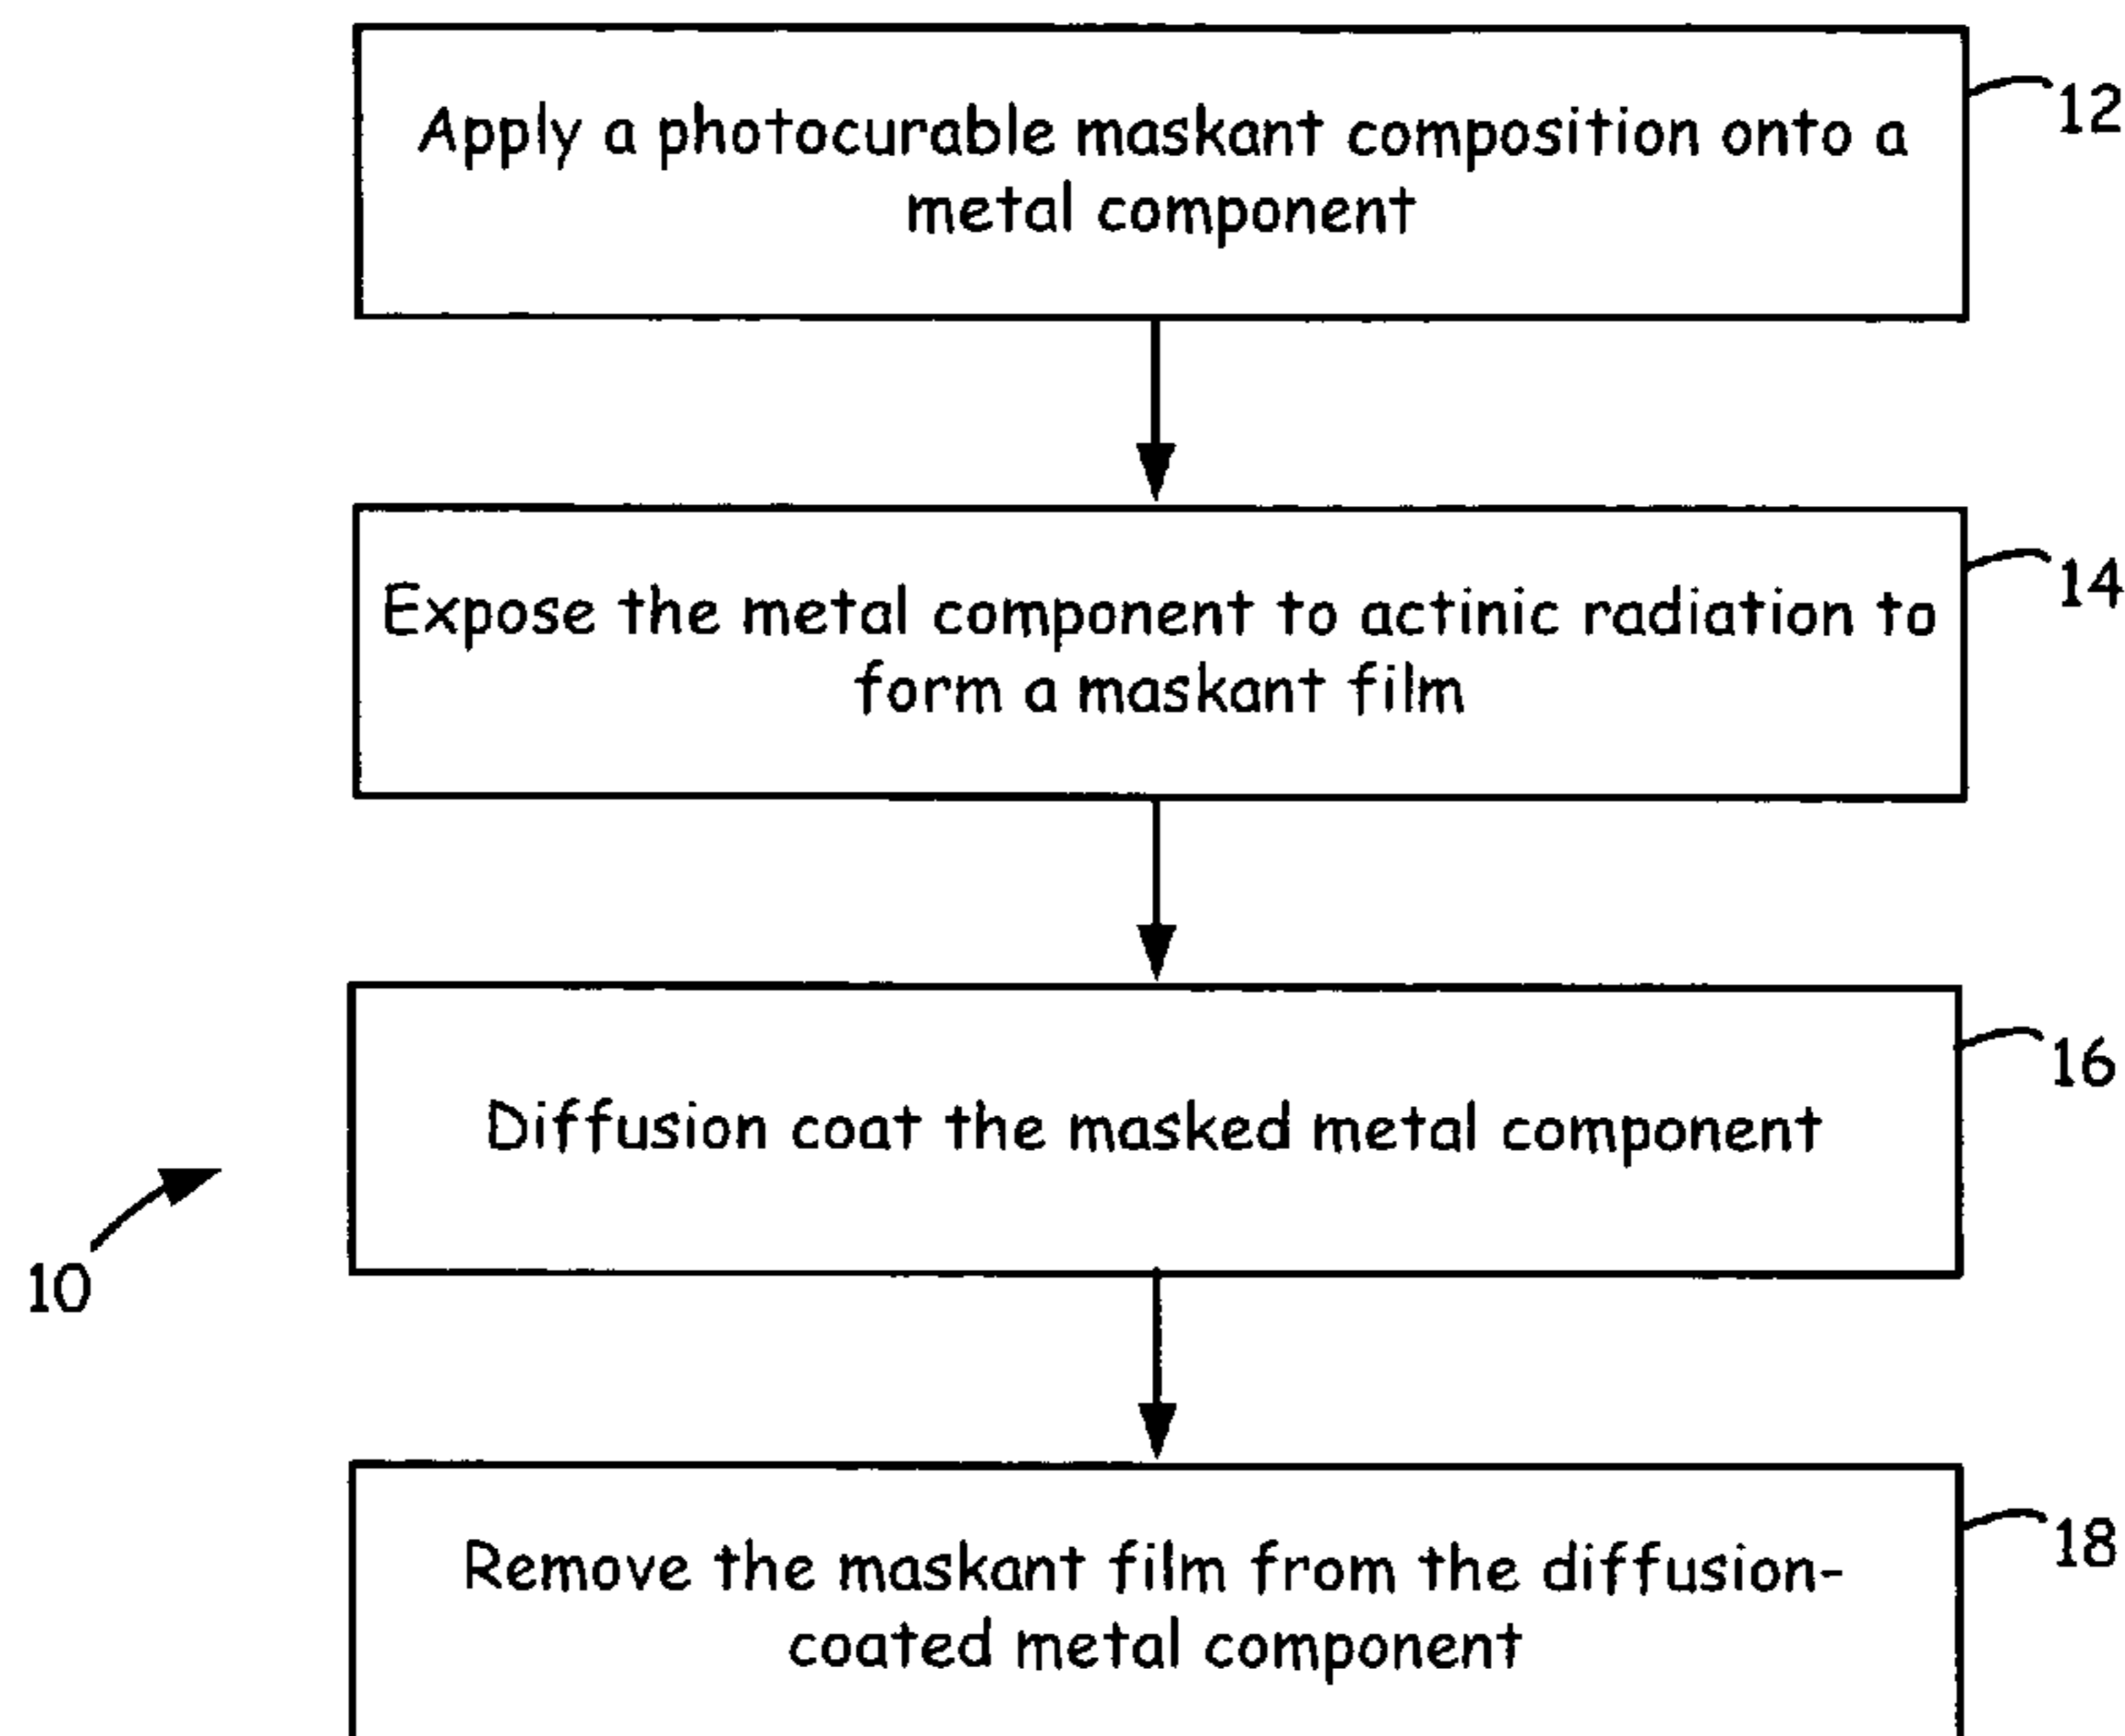 Apply a photocurable maskant composition onto a
metal component
12
Expose the metal component to actinic radiation to
form a maskant film
14
Diffusion coat the masked metal component
16
10
Remove the maskant film from the diffusion-
coated metal component
18